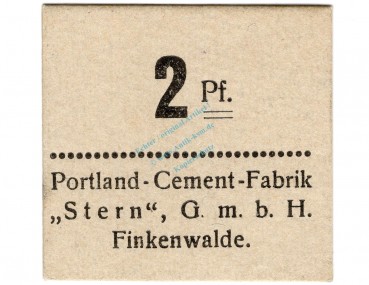 2 Pf.
Portland-Cement-Fabrik
„Stern“, G. m. b. H.
Finkenwalde.